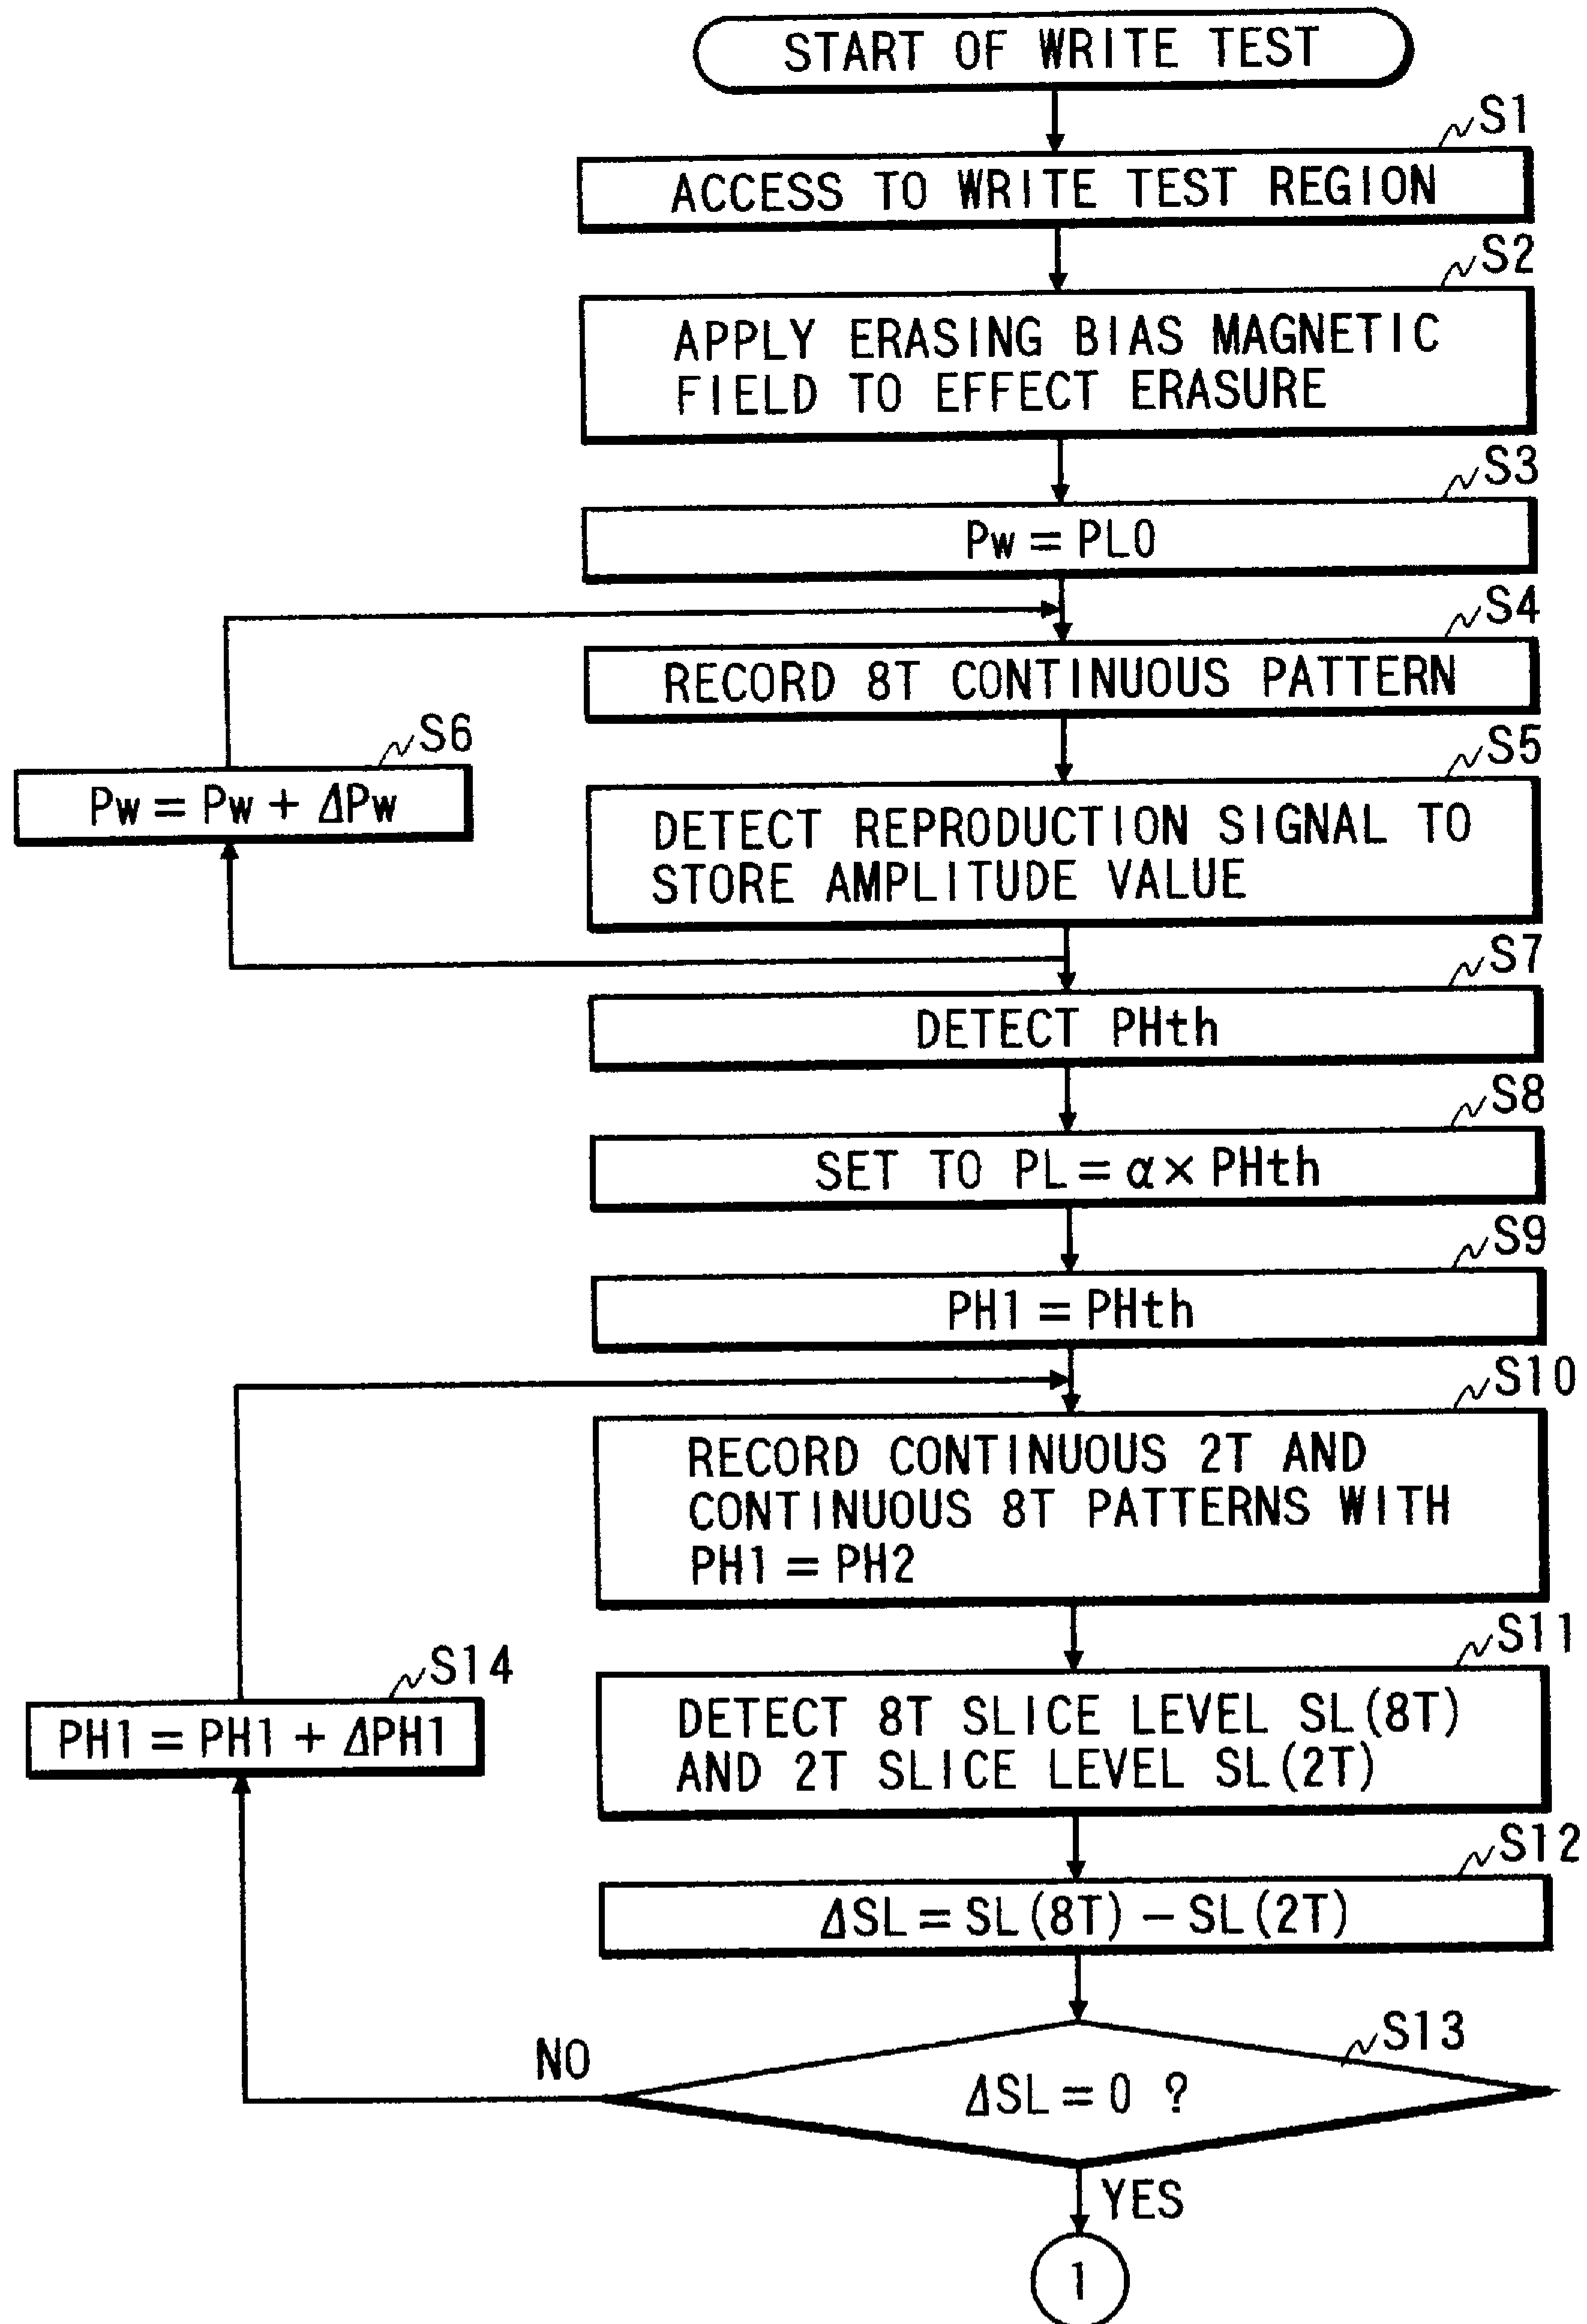 START OF WRITE TEST
S1
ACCESS TO WRITE TEST REGION
S2
APPLY ERASING BIAS MAGNETIC
FIELD TO EFFECT ERASURE
S3
Pw = PL0
S4
RECORD 8T CONTINUOUS PATTERN
S6
Pw = Pw + ΔPw
S5
DETECT REPRODUCTION SIGNAL TO
STORE AMPLITUDE VALUE
S7
DETECT PHth
S8
SET TO PL = α × PHth
S9
PH1 = PHth
S10
RECORD CONTINUOUS 2T AND
CONTINUOUS 8T PATTERNS WITH
PH1 = PH2
S11
DETECT 8T SLICE LEVEL SL(8T)
AND 2T SLICE LEVEL SL(2T)
S14
PH1 = PH1 + ΔPH1
S12
ΔSL = SL(8T) − SL(2T)
S13
ΔSL = 0 ?
NO
YES
1